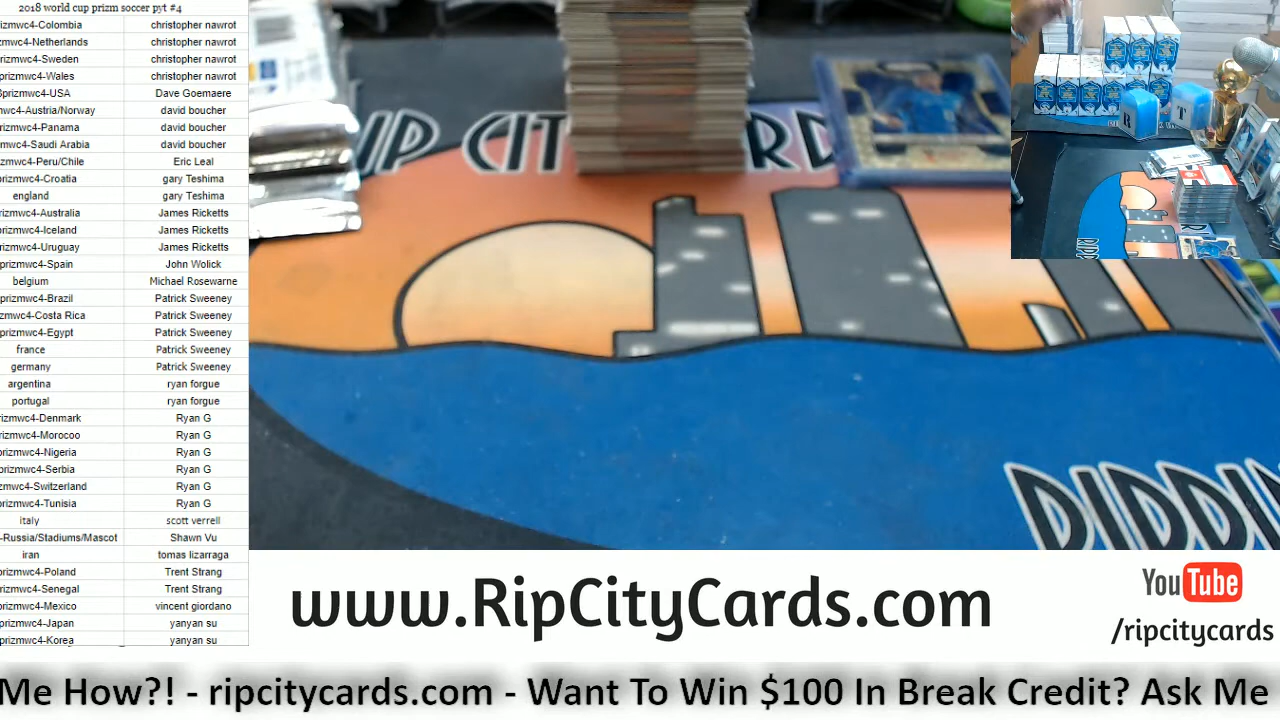 2018 world cup prizm soccer pyt #4
izmwc4-Colombia christopher nawrot
zmwc4-Netherlands christopher nawrot
rizmwc4-Sweden christopher nawrot
prizmwc4-Wales christopher nawrot
prizmwc4-USA Dave Goemaere
nwc4-Austria/Norway david boucher
rizmwc4-Panama david boucher
mwc4-Saudi Arabia david boucher
izmwc4-Peru/Chile Eric Leal
rizmwc4-Croatia gary Teshima
england gary Teshima
rizmwc4-Australia James Ricketts
rizmwc4-Iceland James Ricketts
rizmwc4-Uruguay James Ricketts
prizmwc4-Spain John Wolick
belgium Michael Rosewarne
prizmwc4-Brazil Patrick Sweeney
zmwc4-Costa Rica Patrick Sweeney
prizmwc4-Egypt Patrick Sweeney
france Patrick Sweeney
germany Patrick Sweeney
argentina ryan forgue
portugal ryan forgue
izmwc4-Denmark Ryan G
rizmwc4-Morocoo Ryan G
rizmwc4-Nigeria Ryan G
rizmwc4-Serbia Ryan G
zmwc4-Switzerland Ryan G
rizmwc4-Tunisia Ryan G
italy scott verrell
-Russia/Stadiums/Mascot Shawn Vu
iran tomas lizarraga
prizmwc4-Poland Trent Strang
rizmwc4-Senegal Trent Strang
prizmwc4-Mexico vincent giordano
prizmwc4-Japan yanyan su
prizmwc4-Korea yanyan su
www.RipCityCards.com
YouTube
/ripcitycards
Me How?! - ripcitycards.com - Want To Win $100 In Break Credit? Ask Me